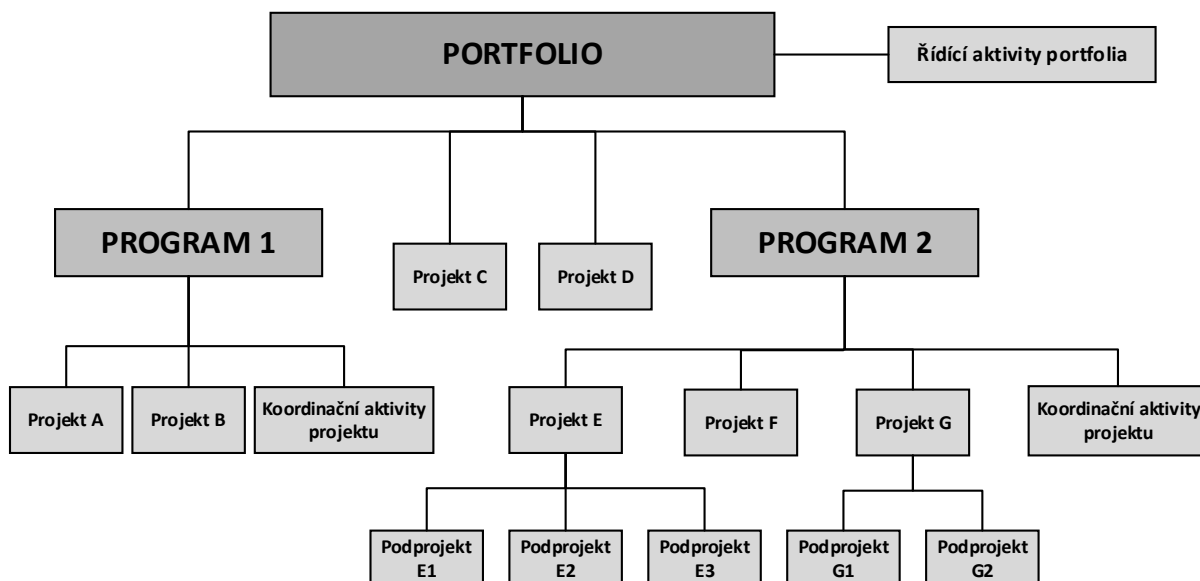 PORTFOLIO
Řídící aktivity portfolia
PROGRAM 1
PROGRAM 2
Projekt C
Projekt D
Projekt A
Projekt B
Koordinační aktivity
projektu
Projekt E
Projekt F
Projekt G
Koordinační aktivity
projektu
Podprojekt
E1
Podprojekt
E2
Podprojekt
E3
Podprojekt
G1
Podprojekt
G2